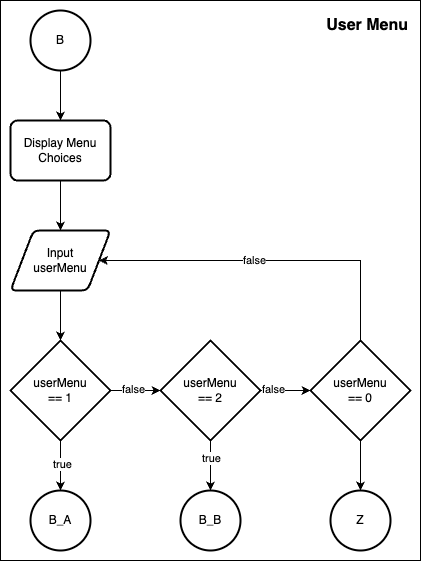 User Menu
B
Display Menu
Choices
Input
userMenu
false
userMenu
== 1
false
userMenu
== 2
false
userMenu
== 0
true
true
B_A
B_B
Z